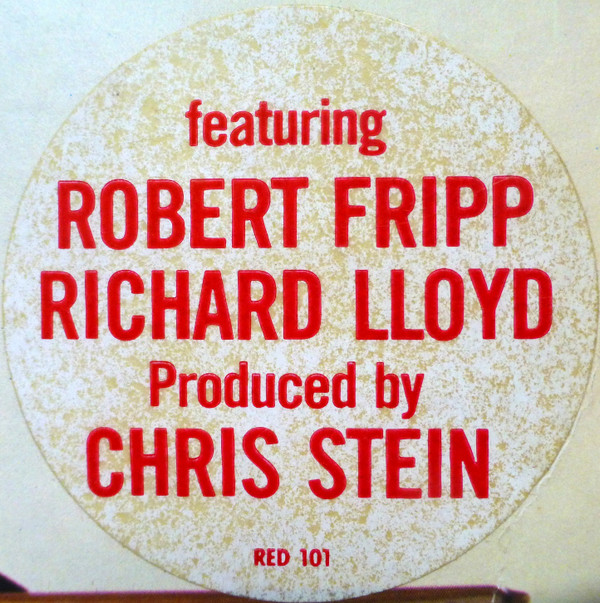 featuring
ROBERT FRIPP
RICHARD LLOYD
Produced by
CHRIS STEIN
RED 101